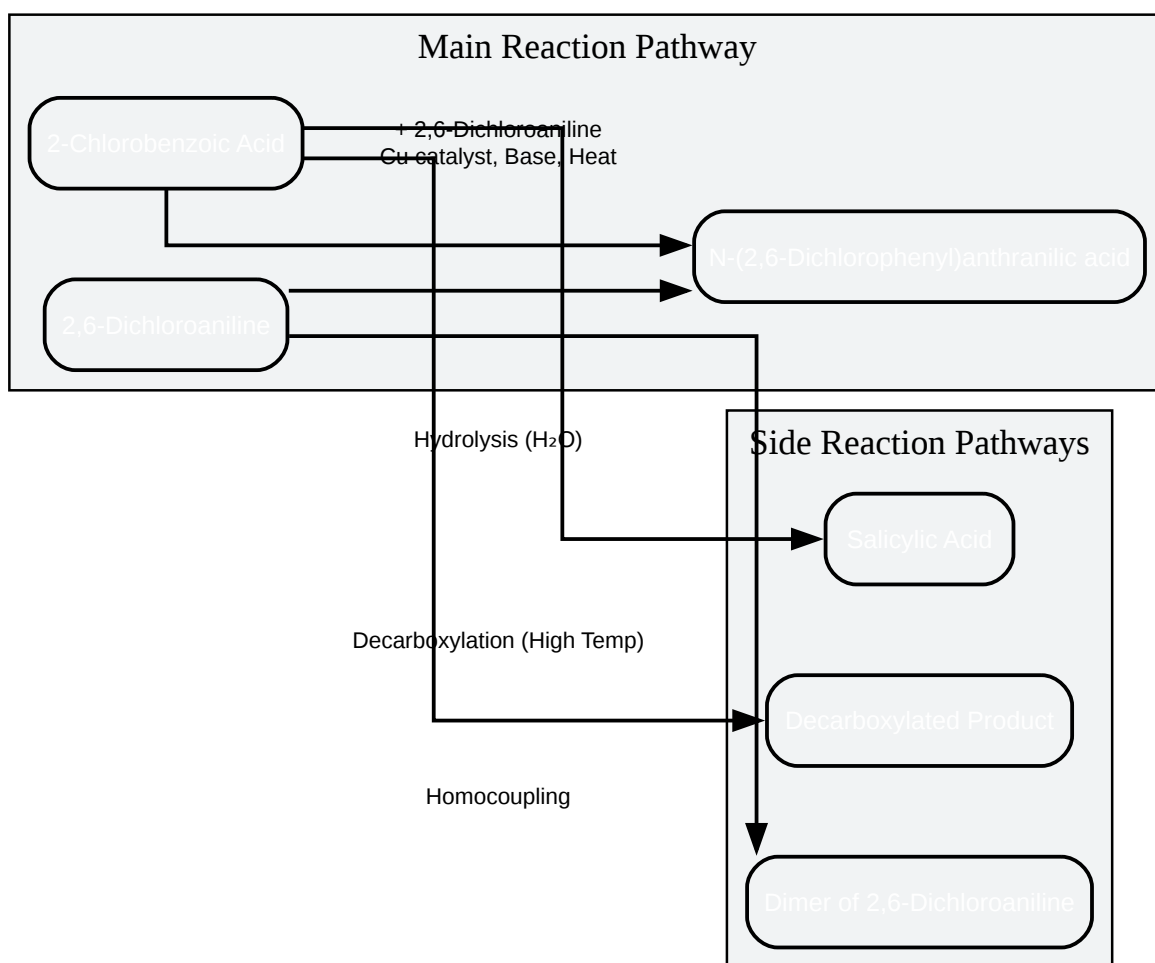 Main Reaction Pathway
2-Chlorobenzoic Acid
+ 2,6-Dichloroaniline
Cu catalyst, Base, Heat
N-(2,6-Dichlorophenyl)anthranilic acid
2,6-Dichloroaniline
Hydrolysis (H₂O)
Side Reaction Pathways
Salicylic Acid
Decarboxylation (High Temp)
Decarboxylated Product
Homocoupling
Dimer of 2,6-Dichloroaniline